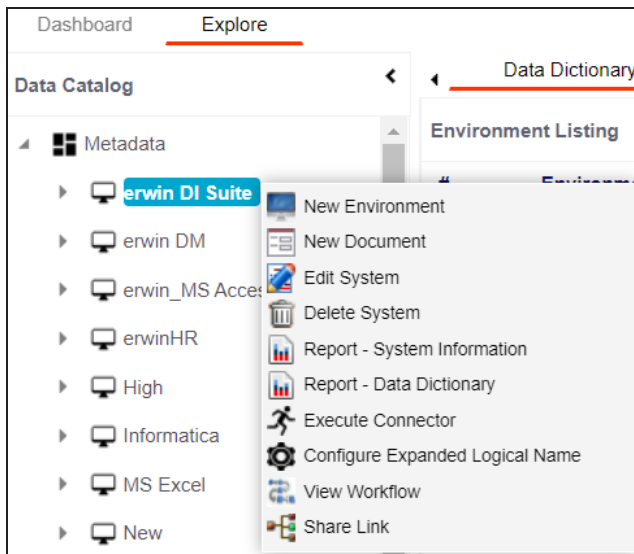 Dashboard Explore
Data Catalog
Data Dictionary
Environment Listing
Metadata
#
erwin DI Suite
erwin DM
erwin_MS Acces
erwinHR
High
Informatica
MS Excel
New
New Environment
New Document
Edit System
Delete System
Report - System Information
Report - Data Dictionary
Execute Connector
Configure Expanded Logical Name
View Workflow
Share Link